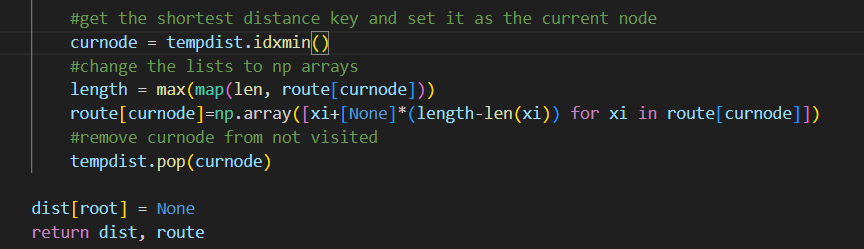 #get the shortest distance key and set it as the current node
curnode = tempdist.idxmin()
#change the lists to np arrays
length = max(map(len, route[curnode]))
route[curnode]=np.array([xi+[None]*(length-len(xi)) for xi in route[curnode]])
#remove curnode from not visited
tempdist.pop(curnode)
dist[root] = None
return dist, route